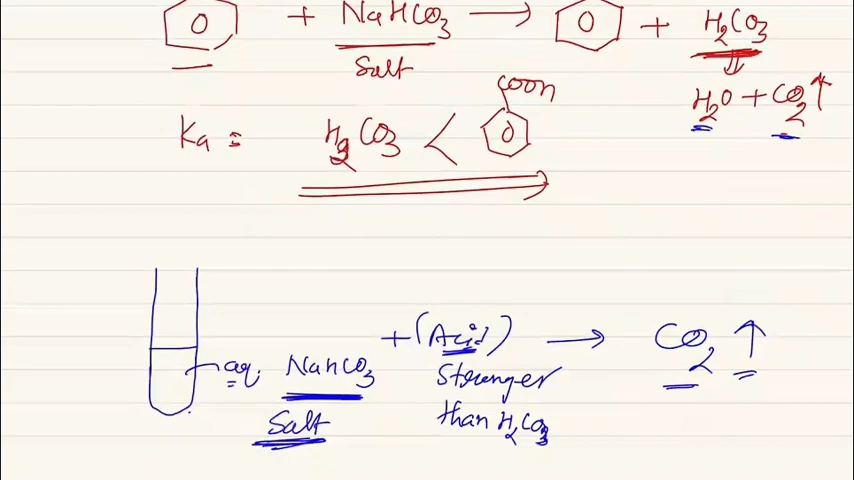 + NaHCO3 → + H2CO3
Salt
H2O + CO2 ↑
COOH
Ka = H2CO3 <
+ (Acid) → CO2 ↑
aq. NaHCO3 Stronger
Salt than H2CO3